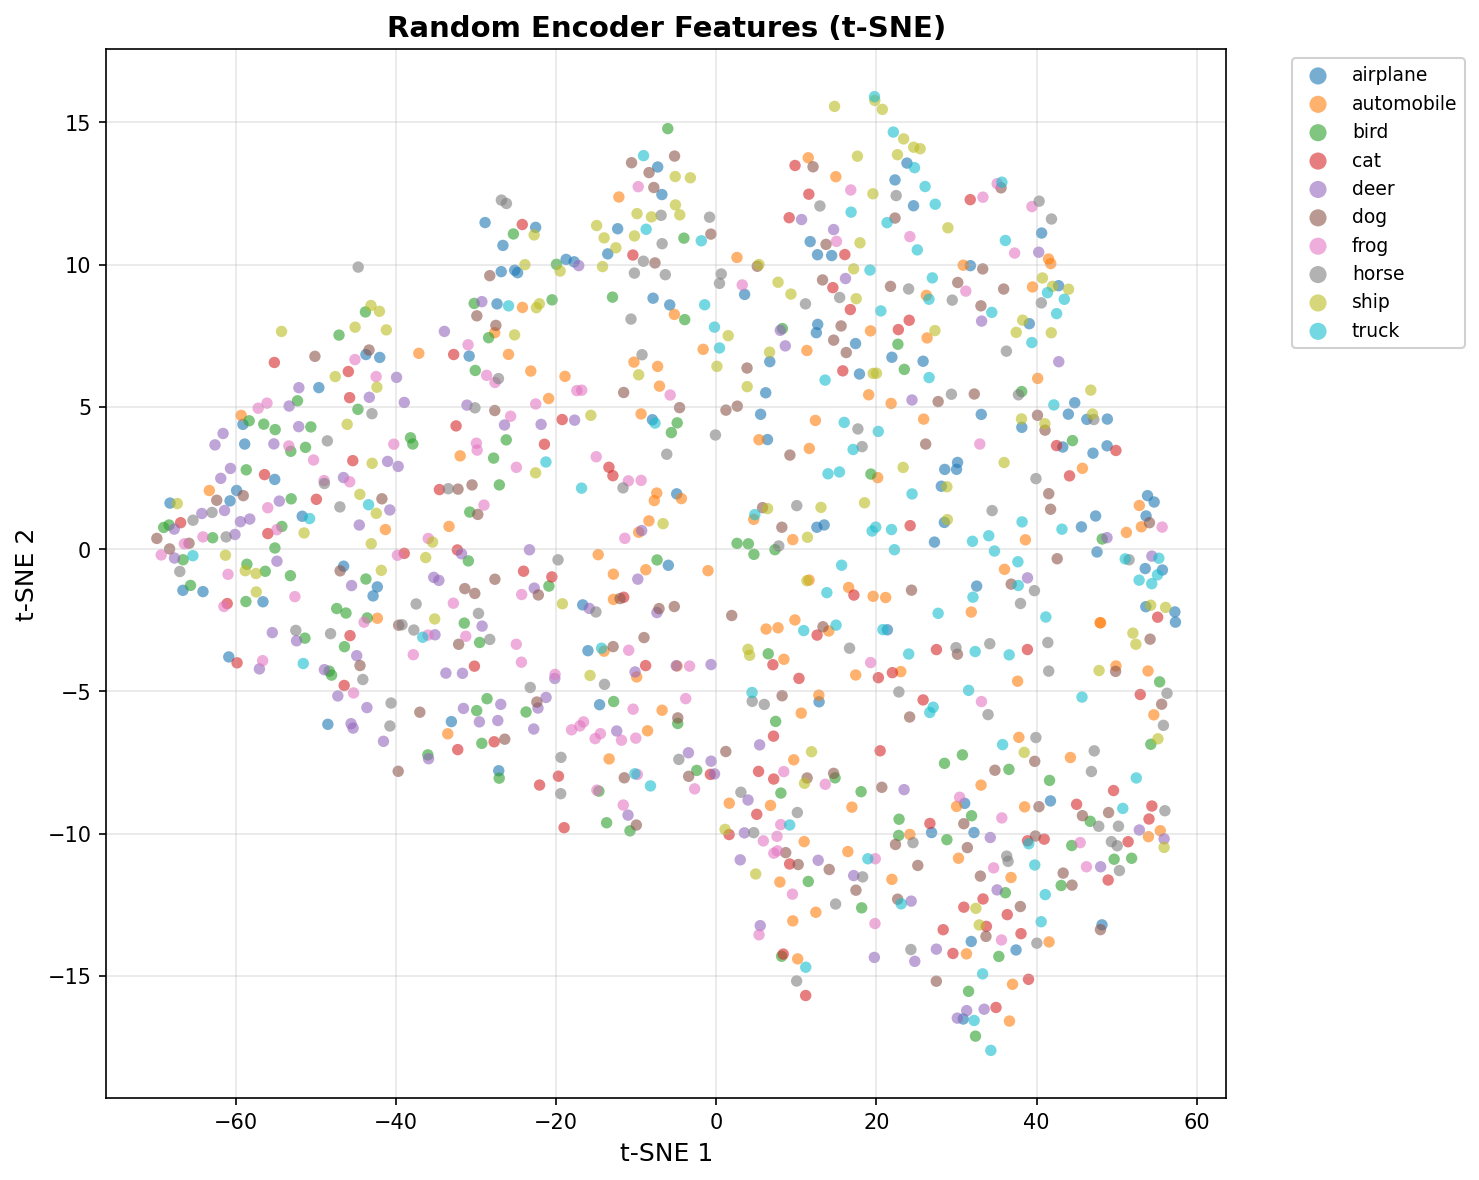 Random Encoder Features (t-SNE)
airplane
automobile
bird
cat
deer
dog
frog
horse
ship
truck
15
10
5
0
−5
−10
−15
t-SNE 2
−60
−40
−20
0
20
40
60
t-SNE 1